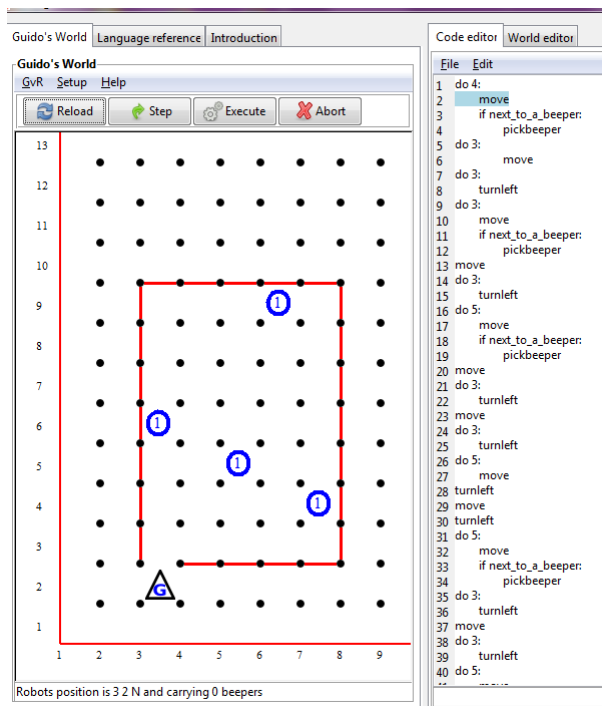 Guido's World Language reference Introduction
Guido's World
GvR Setup Help
Reload Step Execute Abort
13
12
11
10
9
1
8
7
6
1
5
1
4
1
3
2
G
1
1 2 3 4 5 6 7 8 9
Robots position is 3 2 N and carrying 0 beepers
Code editor World editor
File Edit
1 do 4:
2 move
3 if next_to_a_beeper:
4 pickbeeper
5 do 3:
6 move
7 do 3:
8 turnleft
9 do 3:
10 move
11 if next_to_a_beeper:
12 pickbeeper
13 move
14 do 3:
15 turnleft
16 do 5:
17 move
18 if next_to_a_beeper:
19 pickbeeper
20 move
21 do 3:
22 turnleft
23 move
24 do 3:
25 turnleft
26 do 5:
27 move
28 turnleft
29 move
30 turnleft
31 do 5:
32 move
33 if next_to_a_beeper:
34 pickbeeper
35 do 3:
36 turnleft
37 move
38 do 3:
39 turnleft
40 do 5: